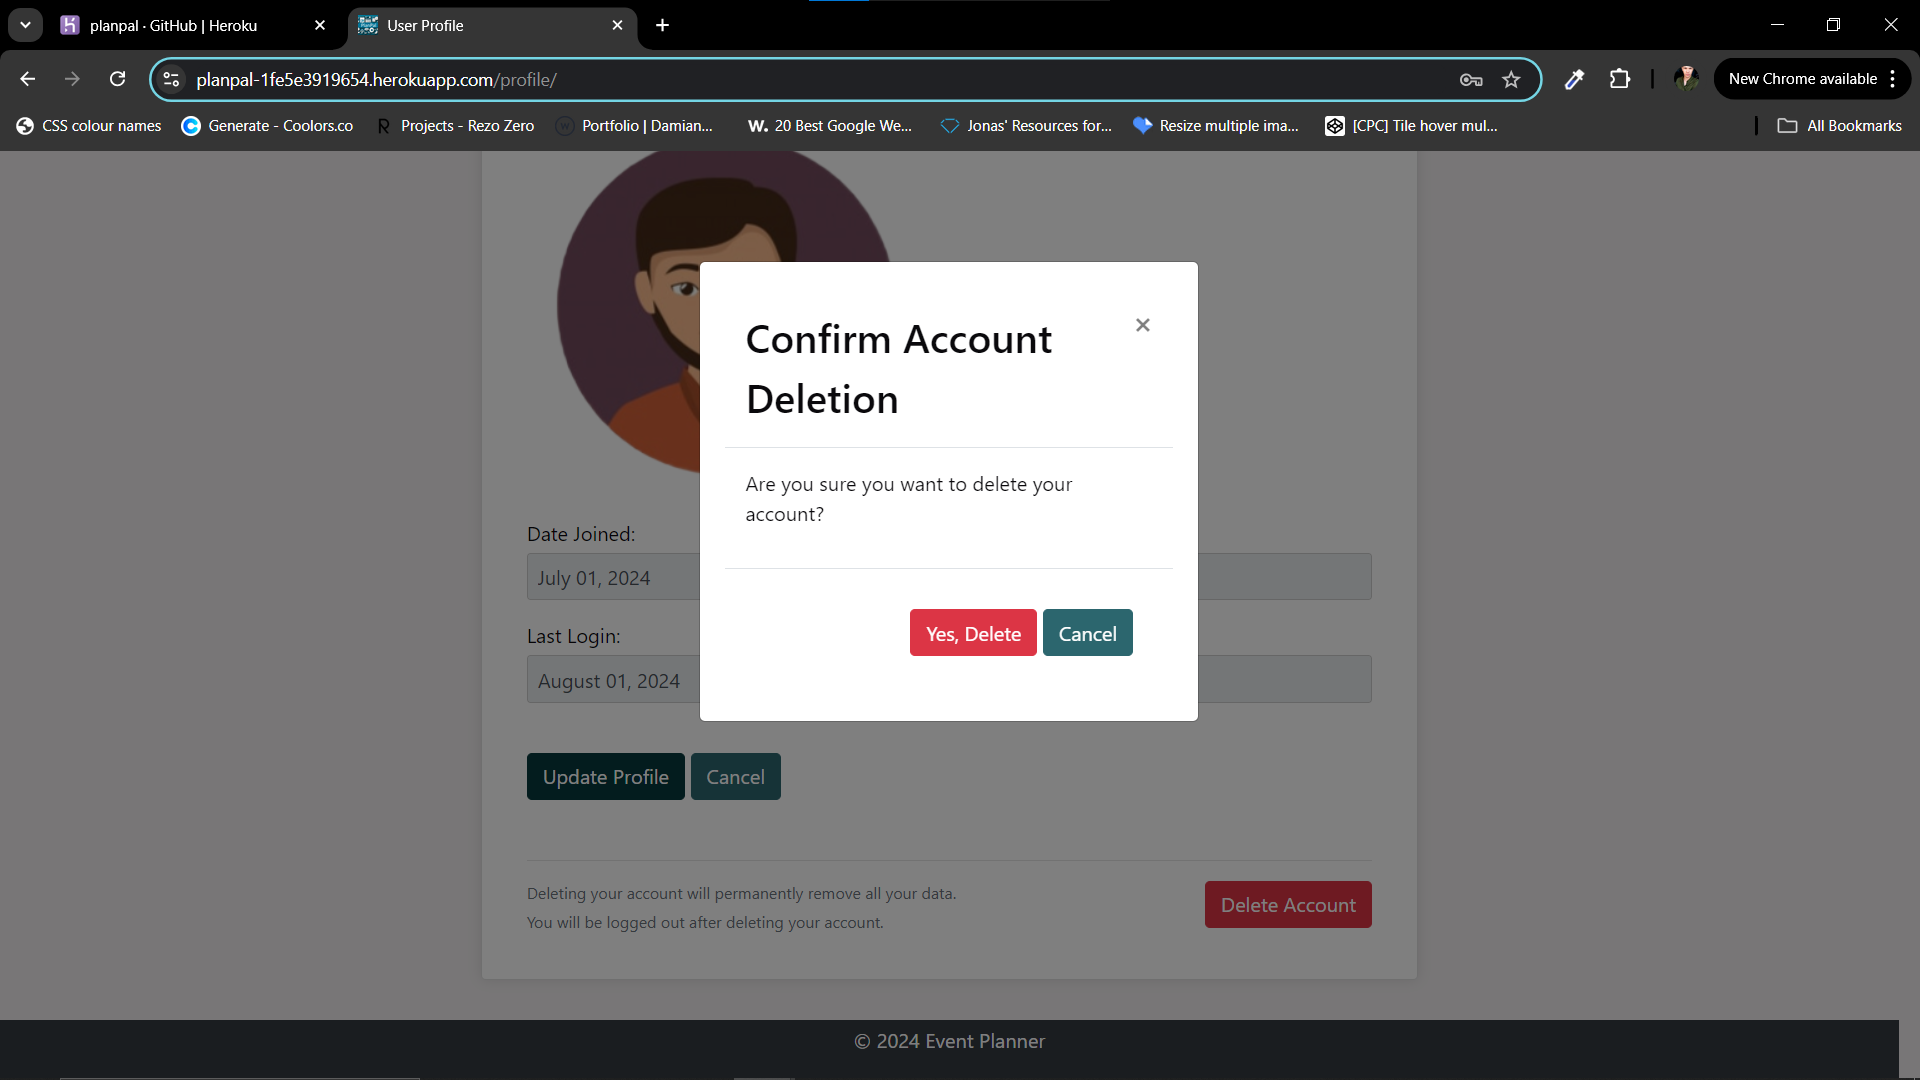 planpal · GitHub | Heroku
User Profile
planpal-1fe5e3919654.herokuapp.com/profile/
New Chrome available
CSS colour names
Generate - Coolors.co
Projects - Rezo Zero
Portfolio | Damian...
W. 20 Best Google We...
Jonas' Resources for...
Resize multiple ima...
[CPC] Tile hover mul...
All Bookmarks
Confirm Account
Deletion
Are you sure you want to delete your
account?
Yes, Delete
Cancel
Date Joined:
July 01, 2024
Last Login:
August 01, 2024
Update Profile
Cancel
Deleting your account will permanently remove all your data.
You will be logged out after deleting your account.
Delete Account
© 2024 Event Planner